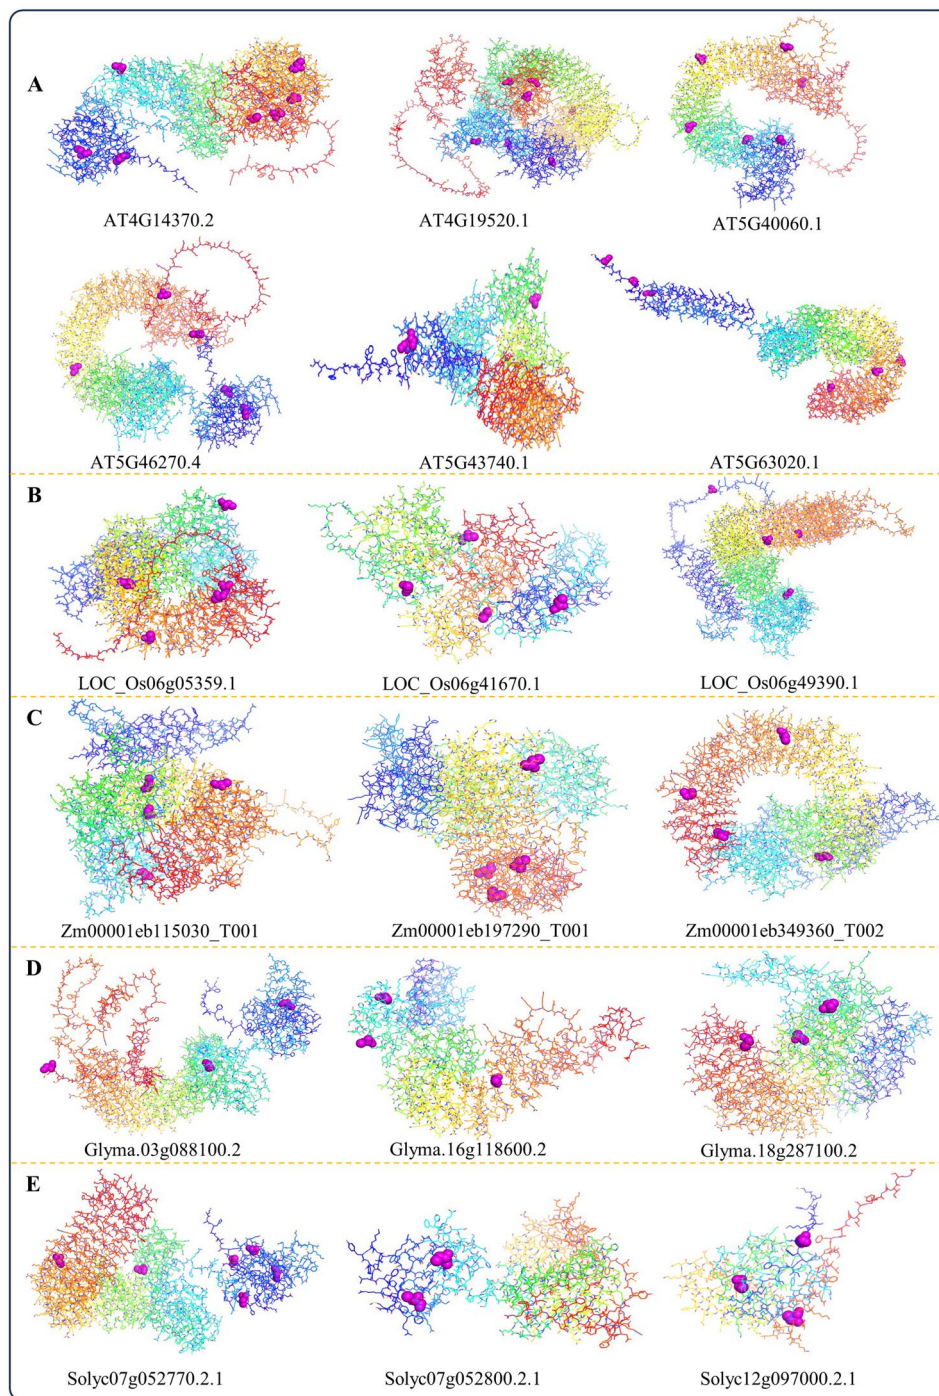 A
AT4G14370.2
AT4G19520.1
AT5G40060.1
AT5G46270.4
AT5G43740.1
AT5G63020.1
B
LOC_Os06g05359.1
LOC_Os06g41670.1
LOC_Os06g49390.1
C
Zm00001eb115030_T001
Zm00001eb197290_T001
Zm00001eb349360_T002
D
Glyma.03g088100.2
Glyma.16g118600.2
Glyma.18g287100.2
E
Solyc07g052770.2.1
Solyc07g052800.2.1
Solyc12g097000.2.1